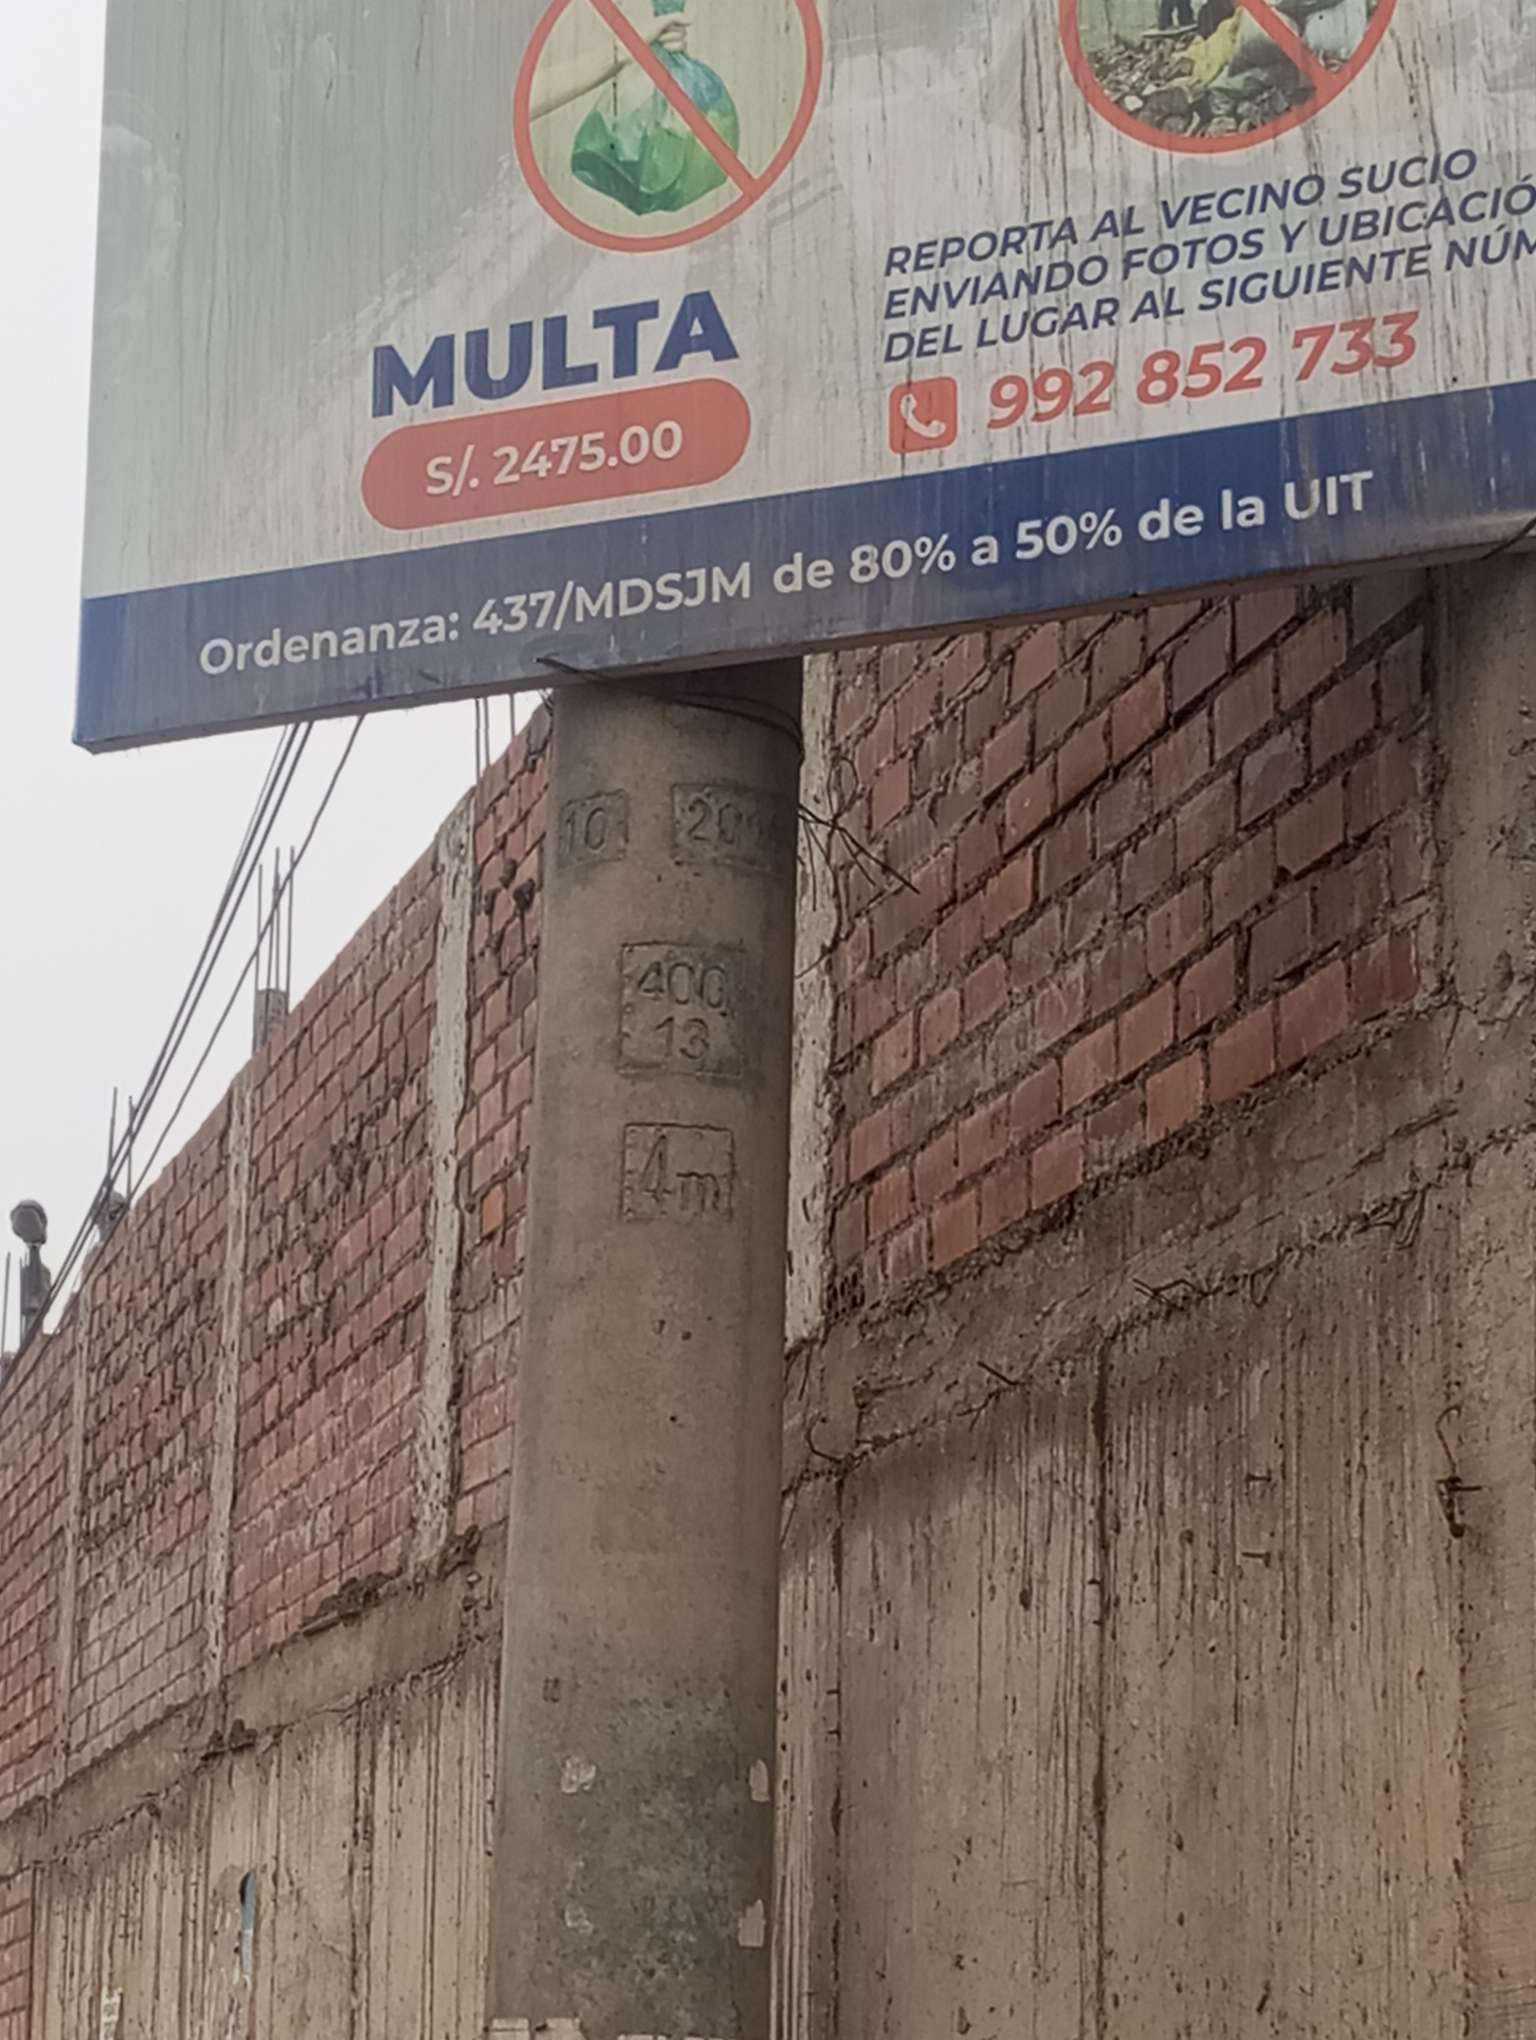 MULTA
S/. 2475.00
REPORTA AL VECINO SUCIO
ENVIANDO FOTOS Y UBICACIÓ
DEL LUGAR AL SIGUIENTE NÚM
992 852 733
Ordenanza: 437/MDSJM de 80% a 50% de la UIT
10
400
13
4m